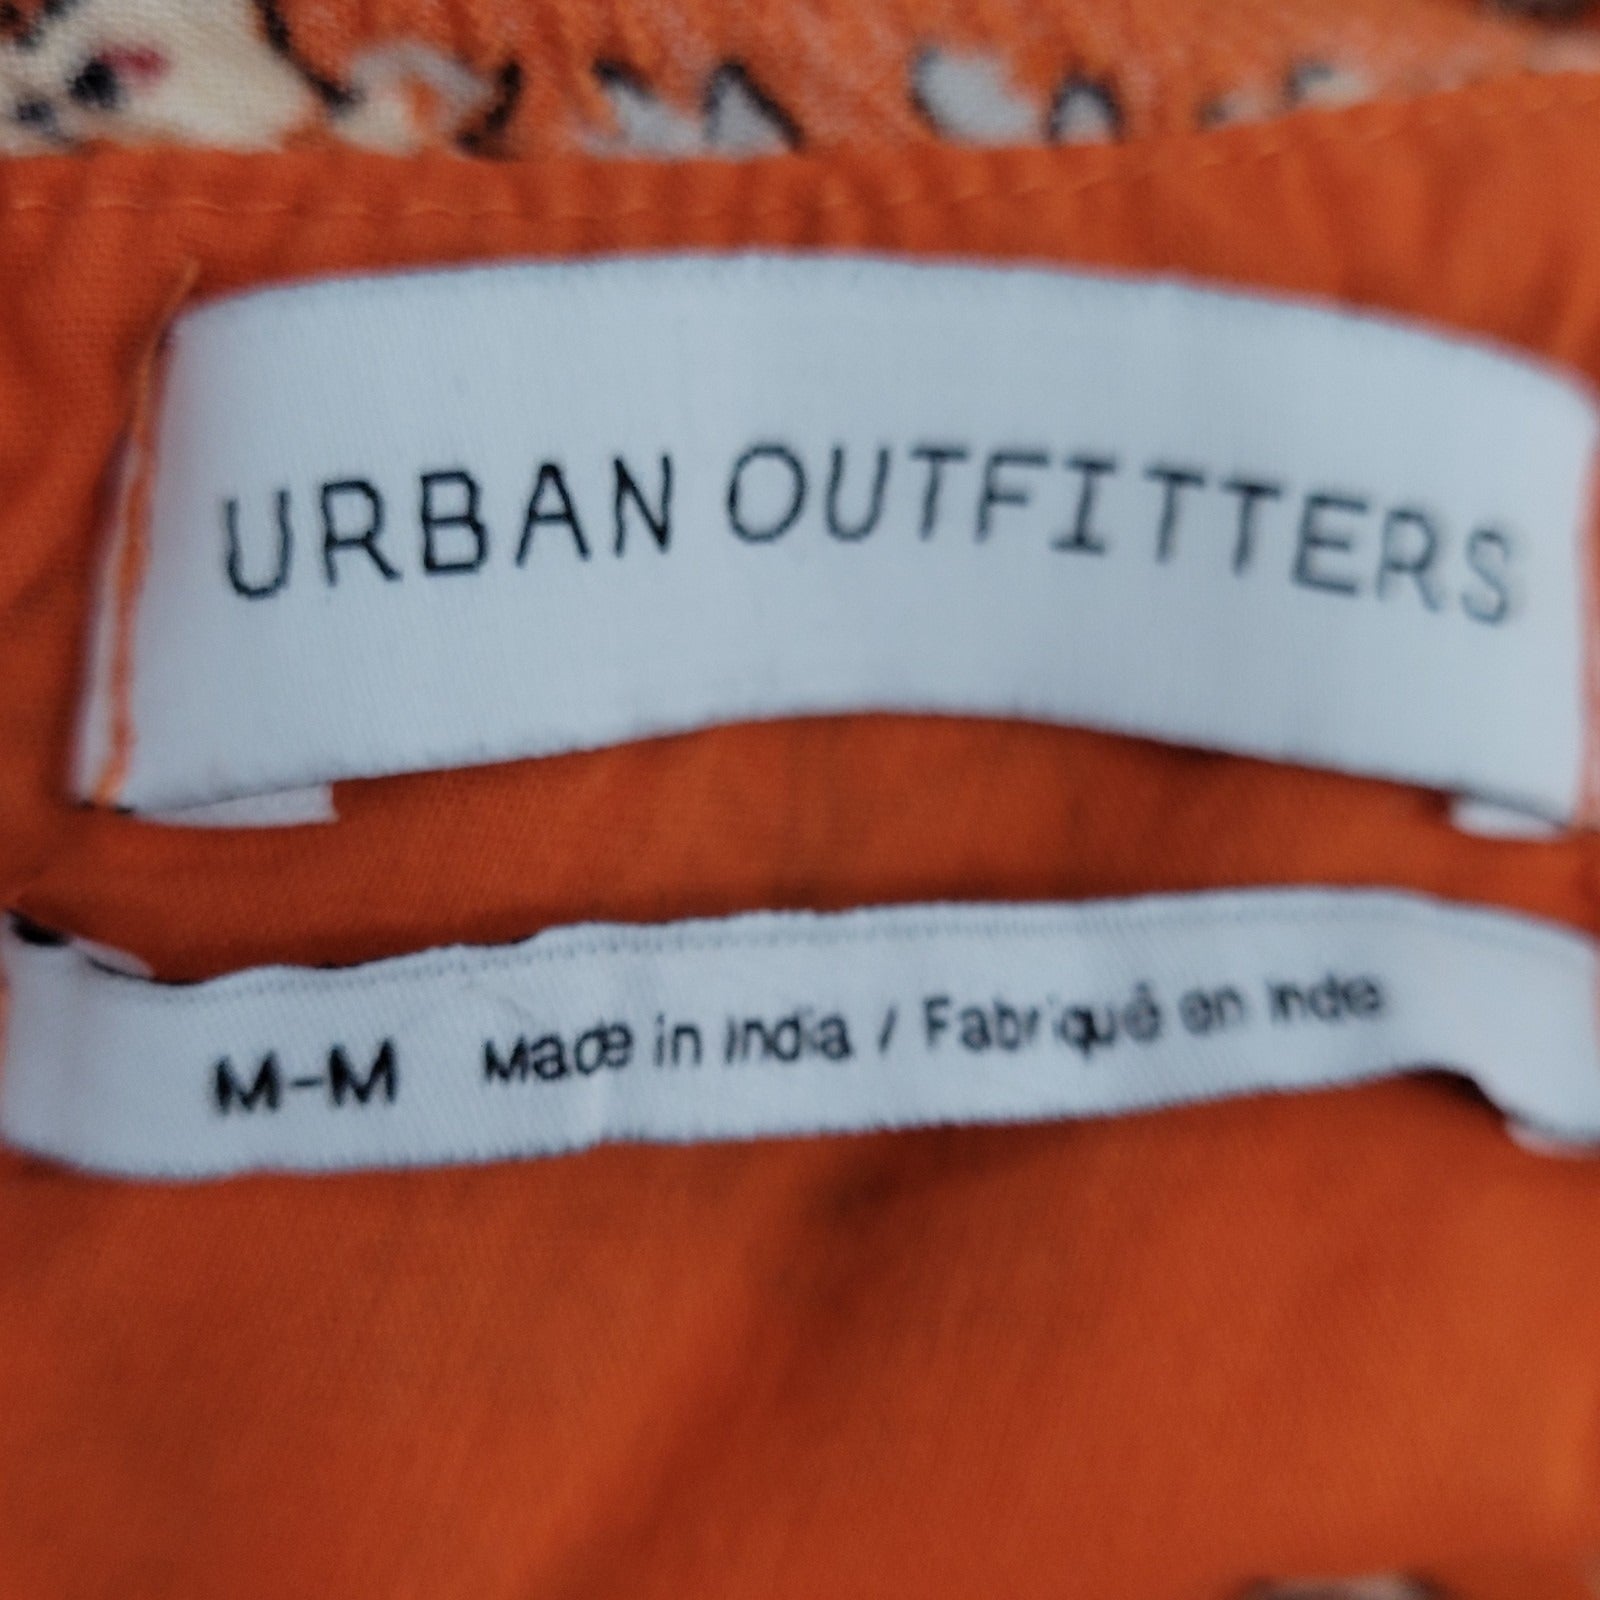 URBAN OUTFITTERS
M-M Made in India / Fabriqué en Inde